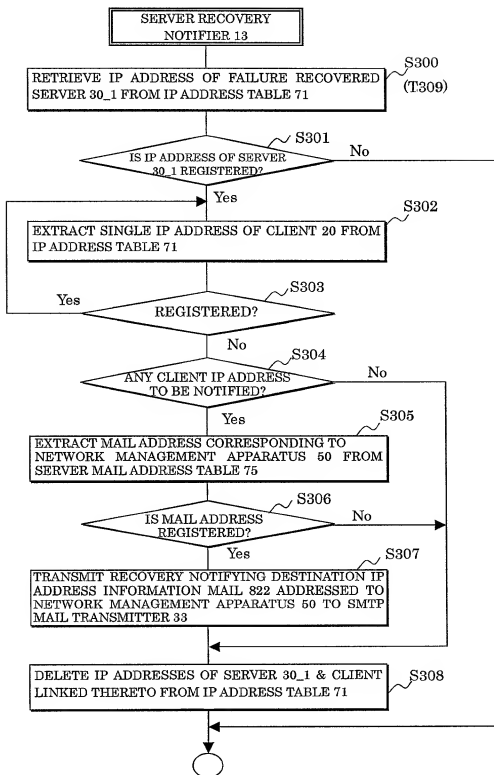 SERVER RECOVERY
NOTIFIER 13
S300
(T309)
RETRIEVE IP ADDRESS OF FAILURE RECOVERED
SERVER 30_1 FROM IP ADDRESS TABLE 71
S301
IS IP ADDRESS OF SERVER
30_1 REGISTERED?
No
Yes
S302
EXTRACT SINGLE IP ADDRESS OF CLIENT 20 FROM
IP ADDRESS TABLE 71
S303
Yes
REGISTERED?
No
S304
ANY CLIENT IP ADDRESS
TO BE NOTIFIED?
No
Yes
S305
EXTRACT MAIL ADDRESS CORRESPONDING TO
NETWORK MANAGEMENT APPARATUS 50 FROM
SERVER MAIL ADDRESS TABLE 75
S306
IS MAIL ADDRESS
REGISTERED?
No
Yes
S307
TRANSMIT RECOVERY NOTIFYING DESTINATION IP
ADDRESS INFORMATION MAIL 822 ADDRESSED TO
NETWORK MANAGEMENT APPARATUS 50 TO SMTP
MAIL TRANSMITTER 33
DELETE IP ADDRESSES OF SERVER 30_1 & CLIENT
LINKED THERETO FROM IP ADDRESS TABLE 71
S308